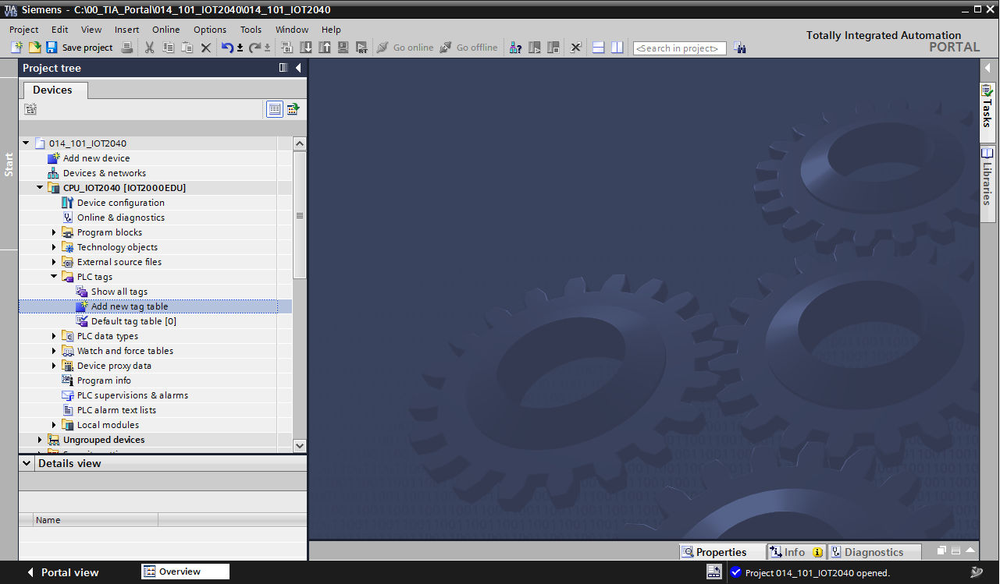 TIA
V15
Siemens - C:\00_TIA_Portal\014_101_IOT2040\014_101_IOT2040
Project Edit View Insert Online Options Tools Window Help
Totally Integrated Automation
PORTAL
Save project
Go online
Go offline
<Search in project>
Project tree
Devices
Start
014_101_IOT2040
Add new device
Devices & networks
CPU_IOT2040 [IOT2000EDU]
Device configuration
Online & diagnostics
Program blocks
Technology objects
External source files
PLC tags
Show all tags
Add new tag table
Default tag table [0]
PLC data types
Watch and force tables
Device proxy data
Program info
PLC supervisions & alarms
PLC alarm text lists
Local modules
Ungrouped devices
Details view
Name
Tasks
Libraries
Properties
Info
Diagnostics
Portal view
Overview
Project 014_101_IOT2040 opened.